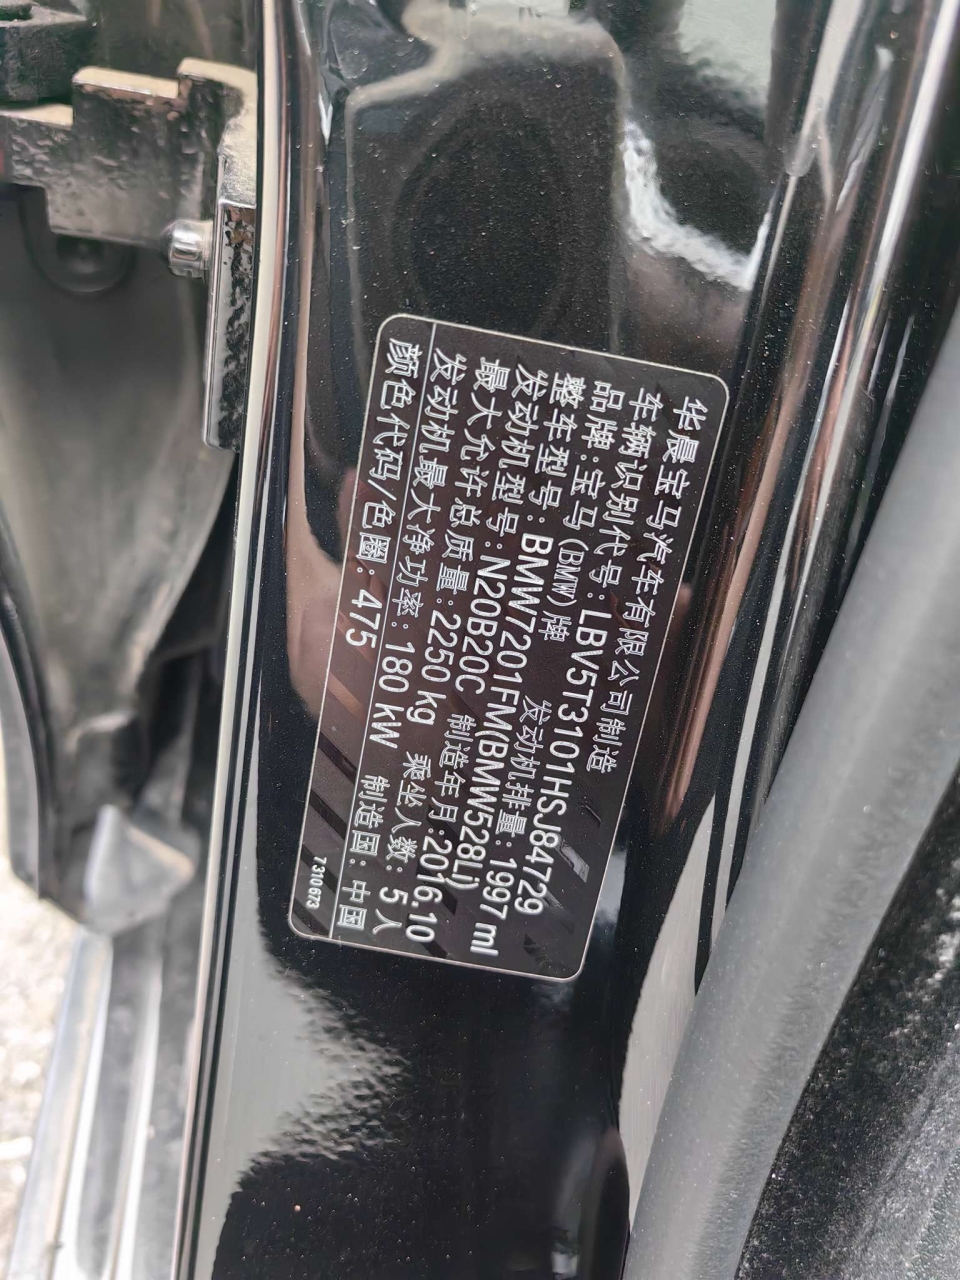 华晨宝马汽车有限公司制造
车辆识别代号: LBV5T3101HSJ84729
品牌: 宝马(BMW)牌
整车型号: BMW7201FM(BMW528Li)
发动机型号: N20B20C 发动机排量: 1997 ml
最大允许总质量: 2250 kg 制造年月: 2016.10
发动机最大净功率: 180 kW 乘坐人数: 5 人
颜色代码/色圈: 475 制造国: 中国
7310673